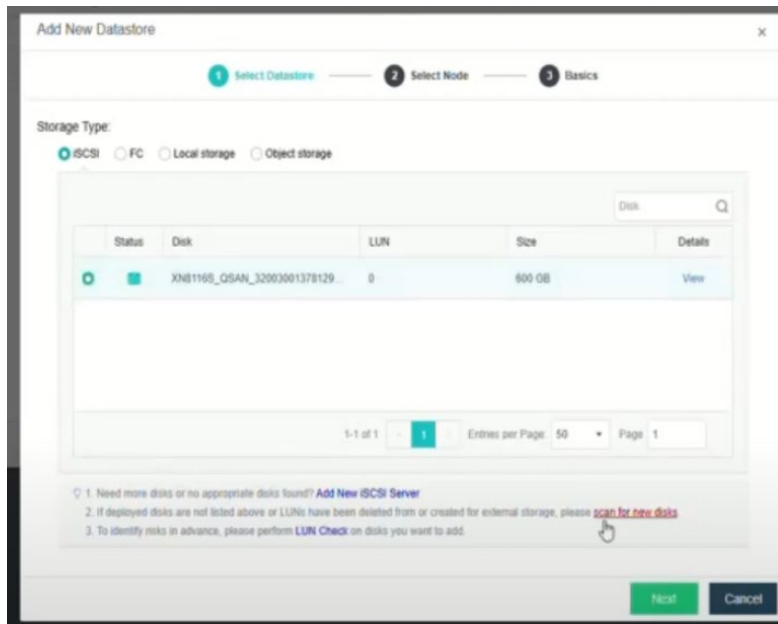 Add New Datastore
1 Select Datastore 2 Select Node 3 Basics
Storage Type:
iSCSI FC Local storage Object storage
Disk
Status Disk LUN Size Details
XN8116S_QSAN_32003001378129... 0 600 GB View
1-1 of 1 1 Entries per Page: 50 Page 1
1. Need more disks or no appropriate disks found? Add New iSCSI Server
2. If deployed disks are not listed above or LUNs have been deleted from or created for external storage, please scan for new disks.
3. To identify risks in advance, please perform LUN Check on disks you want to add.
Next Cancel